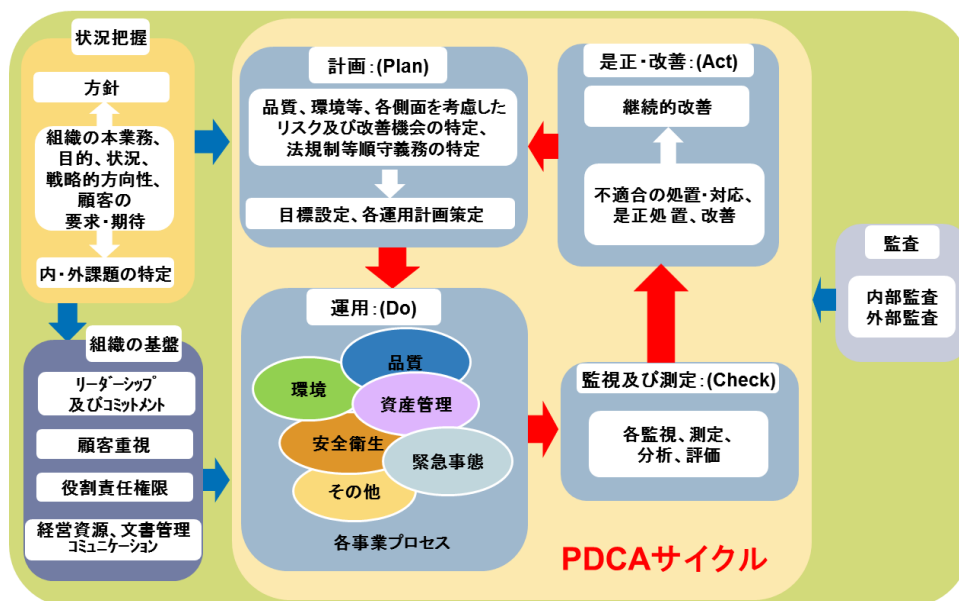 状況把握
方針
組織の本業務、
目的、状況、
戦略的方向性、
顧客の
要求・期待
内・外課題の特定
組織の基盤
ﾘｰﾀﾞｰｼｯﾌﾟ
及びｺﾐｯﾄﾒﾝﾄ
顧客重視
役割責任権限
経営資源、文書管理
ｺﾐｭﾆｹｰｼｮﾝ
計画：(Plan)
品質、環境等、各側面を考慮した
リスク及び改善機会の特定、
法規制等順守義務の特定
目標設定、各運用計画策定
運用：(Do)
品質
環境
資産管理
安全衛生
緊急事態
その他
各事業プロセス
是正・改善：(Act)
継続的改善
不適合の処置・対応、
是正処置、改善
監視及び測定：(Check)
各監視、測定、
分析、評価
PDCAサイクル
監査
内部監査
外部監査